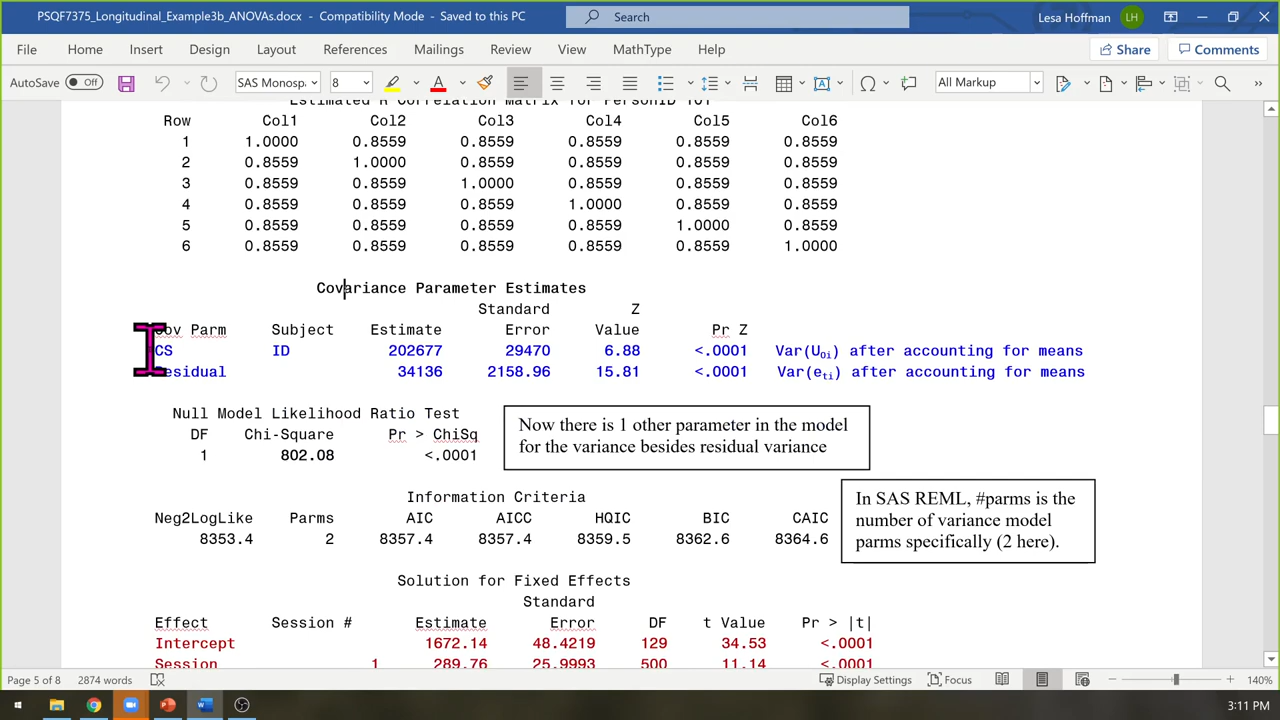 PSQF7375_Longitudinal_Example3b_ANOVAs.docx - Compatibility Mode - Saved to this PC
Search
Lesa Hoffman LH
File Home Insert Design Layout References Mailings Review View MathType Help Share Comments
AutoSave Off SAS Monosp 8 All Markup
Estimated R Correlation Matrix for PersonID 101
Row Col1 Col2 Col3 Col4 Col5 Col6
1 1.0000 0.8559 0.8559 0.8559 0.8559 0.8559
2 0.8559 1.0000 0.8559 0.8559 0.8559 0.8559
3 0.8559 0.8559 1.0000 0.8559 0.8559 0.8559
4 0.8559 0.8559 0.8559 1.0000 0.8559 0.8559
5 0.8559 0.8559 0.8559 0.8559 1.0000 0.8559
6 0.8559 0.8559 0.8559 0.8559 0.8559 1.0000
Covariance Parameter Estimates
Standard Z
Cov Parm Subject Estimate Error Value Pr Z
CS ID 202677 29470 6.88 <.0001 Var(U0i) after accounting for means
Residual 34136 2158.96 15.81 <.0001 Var(eti) after accounting for means
Null Model Likelihood Ratio Test
DF Chi-Square Pr > ChiSq
1 802.08 <.0001
Now there is 1 other parameter in the model
for the variance besides residual variance
Information Criteria
Neg2LogLike Parms AIC AICC HQIC BIC CAIC
8353.4 2 8357.4 8357.4 8359.5 8362.6 8364.6
In SAS REML, #parms is the
number of variance model
parms specifically (2 here).
Solution for Fixed Effects
Standard
Effect Session # Estimate Error DF t Value Pr > |t|
Intercept 1672.14 48.4219 129 34.53 <.0001
Session 1 289.76 25.9993 500 11.14 <.0001
Page 5 of 8 2874 words Display Settings Focus 140%
3:11 PM